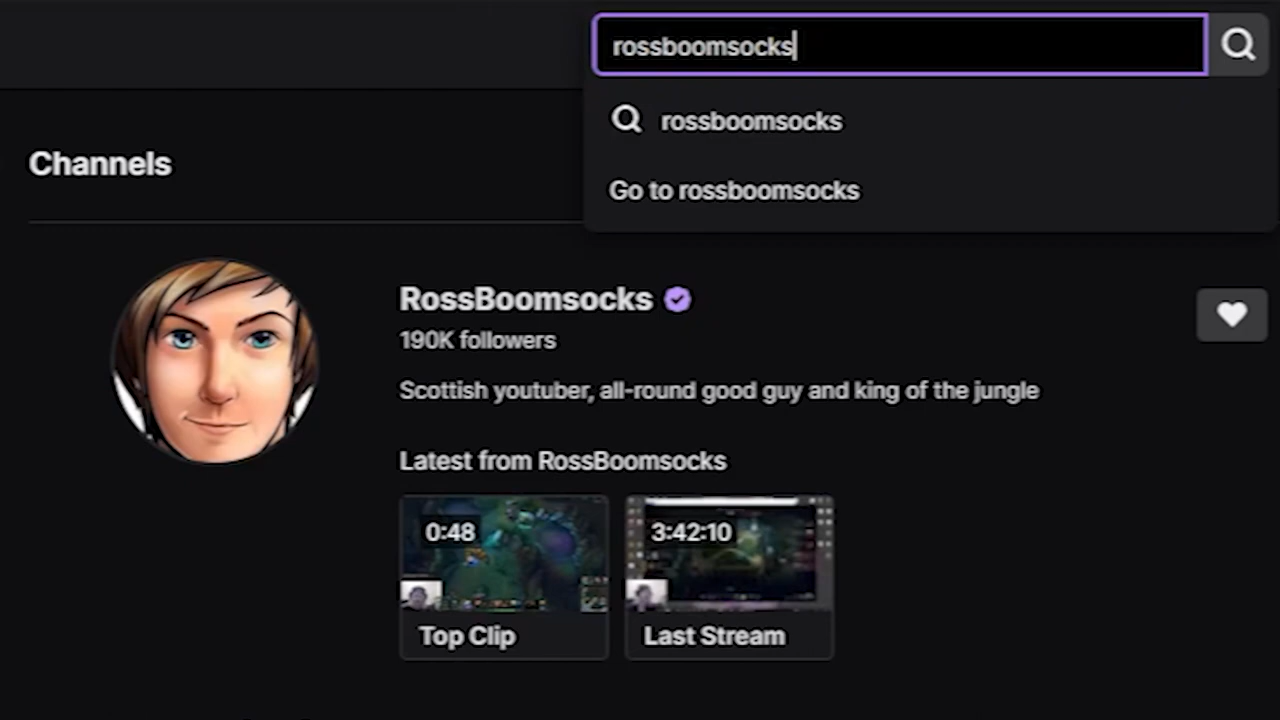 rossboomsocks
rossboomsocks
Go to rossboomsocks
Channels
RossBoomsocks
190K followers
Scottish youtuber, all-round good guy and king of the jungle
Latest from RossBoomsocks
0:48
3:42:10
Top Clip
Last Stream